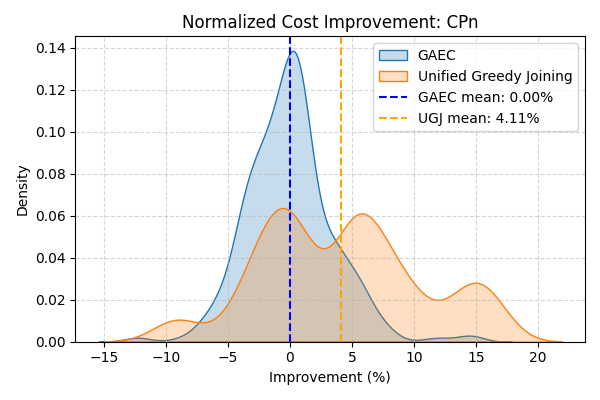 Normalized Cost Improvement: CPn
GAEC
Unified Greedy Joining
GAEC mean: 0.00%
UGJ mean: 4.11%
Density
0.14
0.12
0.10
0.08
0.06
0.04
0.02
0.00
−15 −10 −5 0 5 10 15 20
Improvement (%)